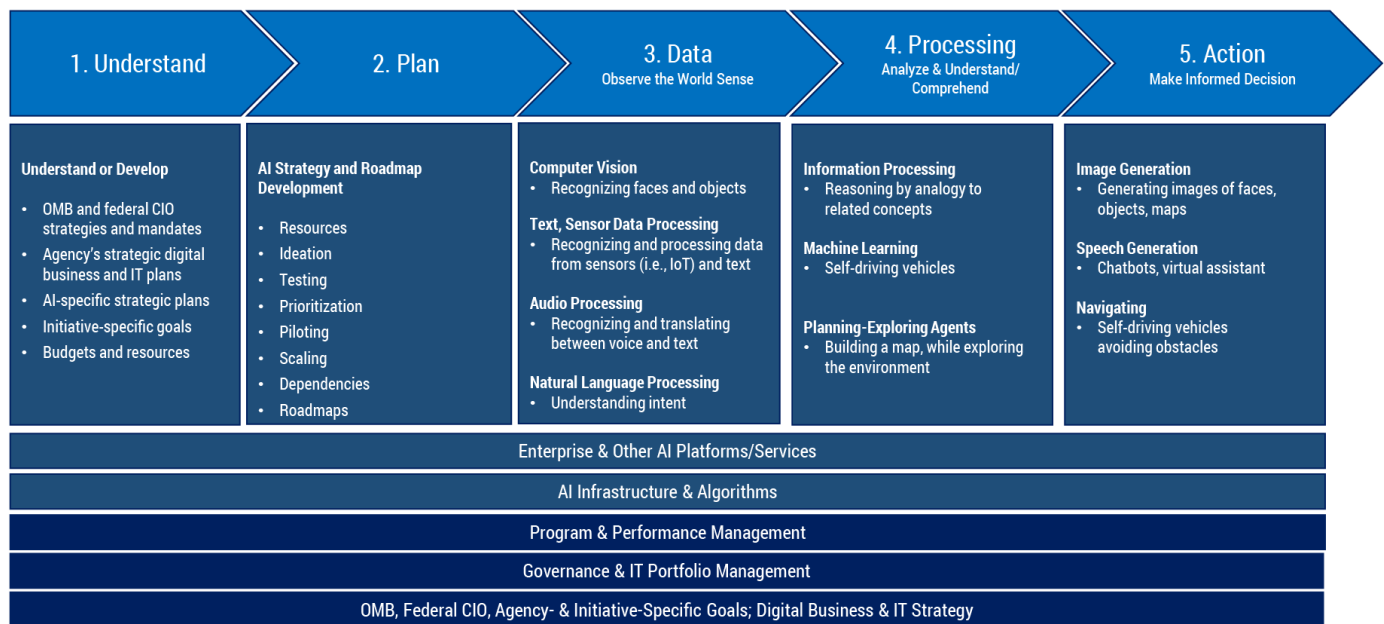 1. Understand
2. Plan
3. Data
Observe the World Sense
4. Processing
Analyze & Understand/
Comprehend
5. Action
Make Informed Decision
Understand or Develop
• OMB and federal CIO
strategies and mandates
• Agency's strategic digital
business and IT plans
• AI-specific strategic plans
• Initiative-specific goals
• Budgets and resources
AI Strategy and Roadmap
Development
• Resources
• Ideation
• Testing
• Prioritization
• Piloting
• Scaling
• Dependencies
• Roadmaps
Computer Vision
• Recognizing faces and objects
Text, Sensor Data Processing
• Recognizing and processing data
from sensors (i.e., IoT) and text
Audio Processing
• Recognizing and translating
between voice and text
Natural Language Processing
• Understanding intent
Information Processing
• Reasoning by analogy to
related concepts
Machine Learning
• Self-driving vehicles
Planning-Exploring Agents
• Building a map, while exploring
the environment
Image Generation
• Generating images of faces,
objects, maps
Speech Generation
• Chatbots, virtual assistant
Navigating
• Self-driving vehicles
avoiding obstacles
Enterprise & Other AI Platforms/Services
AI Infrastructure & Algorithms
Program & Performance Management
Governance & IT Portfolio Management
OMB, Federal CIO, Agency- & Initiative-Specific Goals; Digital Business & IT Strategy